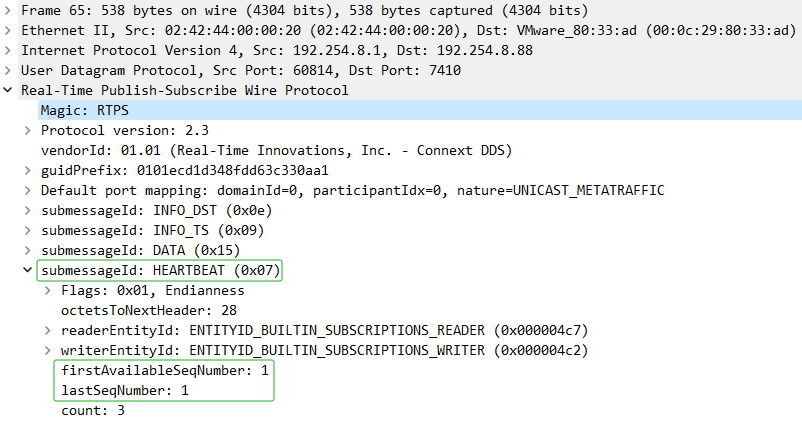 Frame 65: 538 bytes on wire (4304 bits), 538 bytes captured (4304 bits)
Ethernet II, Src: 02:42:44:00:00:20 (02:42:44:00:00:20), Dst: VMware_80:33:ad (00:0c:29:80:33:ad)
Internet Protocol Version 4, Src: 192.254.8.1, Dst: 192.254.8.88
User Datagram Protocol, Src Port: 60814, Dst Port: 7410
Real-Time Publish-Subscribe Wire Protocol
Magic: RTPS
Protocol version: 2.3
vendorId: 01.01 (Real-Time Innovations, Inc. - Connext DDS)
guidPrefix: 0101ecd1d348fdd63c330aa1
Default port mapping: domainId=0, participantIdx=0, nature=UNICAST_METATRAFFIC
submessageId: INFO_DST (0x0e)
submessageId: INFO_TS (0x09)
submessageId: DATA (0x15)
submessageId: HEARTBEAT (0x07)
Flags: 0x01, Endianness
octetsToNextHeader: 28
readerEntityId: ENTITYID_BUILTIN_SUBSCRIPTIONS_READER (0x000004c7)
writerEntityId: ENTITYID_BUILTIN_SUBSCRIPTIONS_WRITER (0x000004c2)
firstAvailableSeqNumber: 1
lastSeqNumber: 1
count: 3